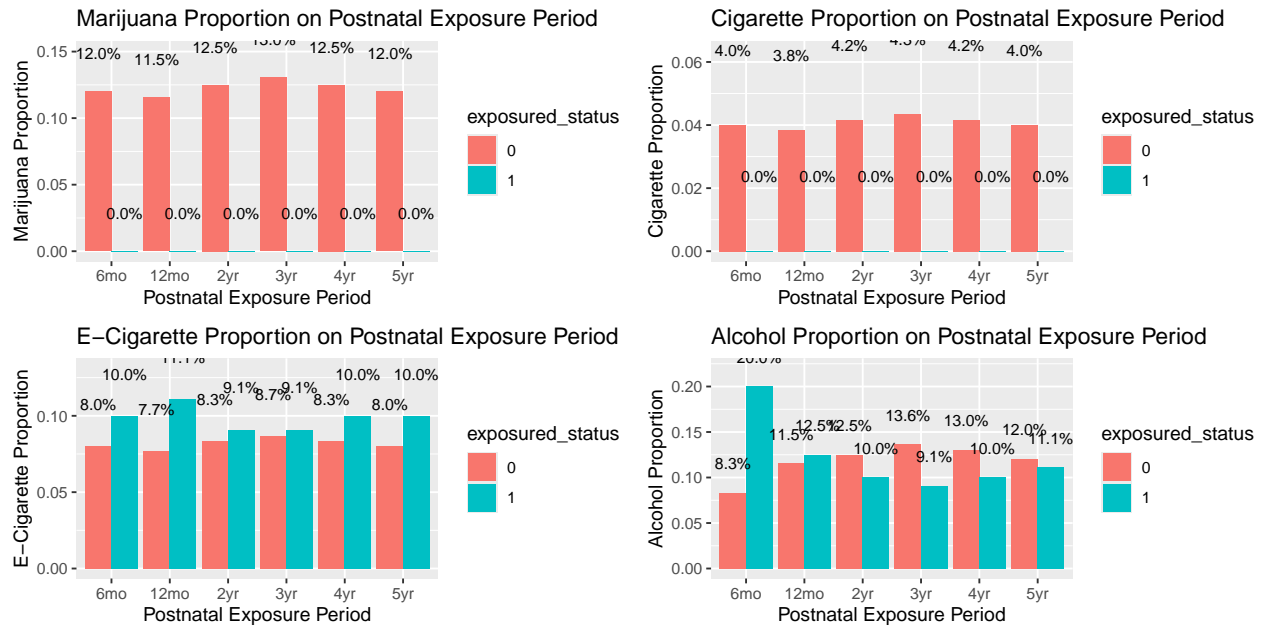 Marijuana Proportion on Postnatal Exposure Period
0.15
0.10
0.05
0.00
Marijuana Proportion
12.0%
11.5%
12.5%
13.0%
12.5%
12.0%
0.0%
0.0%
0.0%
0.0%
0.0%
0.0%
6mo
12mo
2yr
3yr
4yr
5yr
Postnatal Exposure Period
exposured_status
0
1
Cigarette Proportion on Postnatal Exposure Period
0.06
0.04
0.02
0.00
Cigarette Proportion
4.0%
3.8%
4.2%
4.3%
4.2%
4.0%
0.0%
0.0%
0.0%
0.0%
0.0%
0.0%
6mo
12mo
2yr
3yr
4yr
5yr
Postnatal Exposure Period
exposured_status
0
1
E−Cigarette Proportion on Postnatal Exposure Period
0.10
0.05
0.00
E−Cigarette Proportion
8.0%
10.0%
7.7%
11.1%
8.3%
9.1%
8.7%
9.1%
8.3%
10.0%
8.0%
10.0%
6mo
12mo
2yr
3yr
4yr
5yr
Postnatal Exposure Period
exposured_status
0
1
Alcohol Proportion on Postnatal Exposure Period
0.20
0.15
0.10
0.05
0.00
Alcohol Proportion
8.3%
20.0%
11.5%
12.5%
12.5%
10.0%
13.6%
9.1%
13.0%
10.0%
12.0%
11.1%
6mo
12mo
2yr
3yr
4yr
5yr
Postnatal Exposure Period
exposured_status
0
1